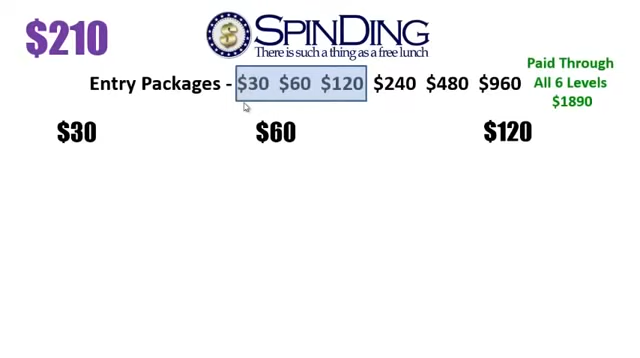 $210
SPINDING
There is such a thing as a free lunch
Entry Packages - $30 $60 $120 $240 $480 $960
Paid Through
All 6 Levels
$1890
$30 $60 $120